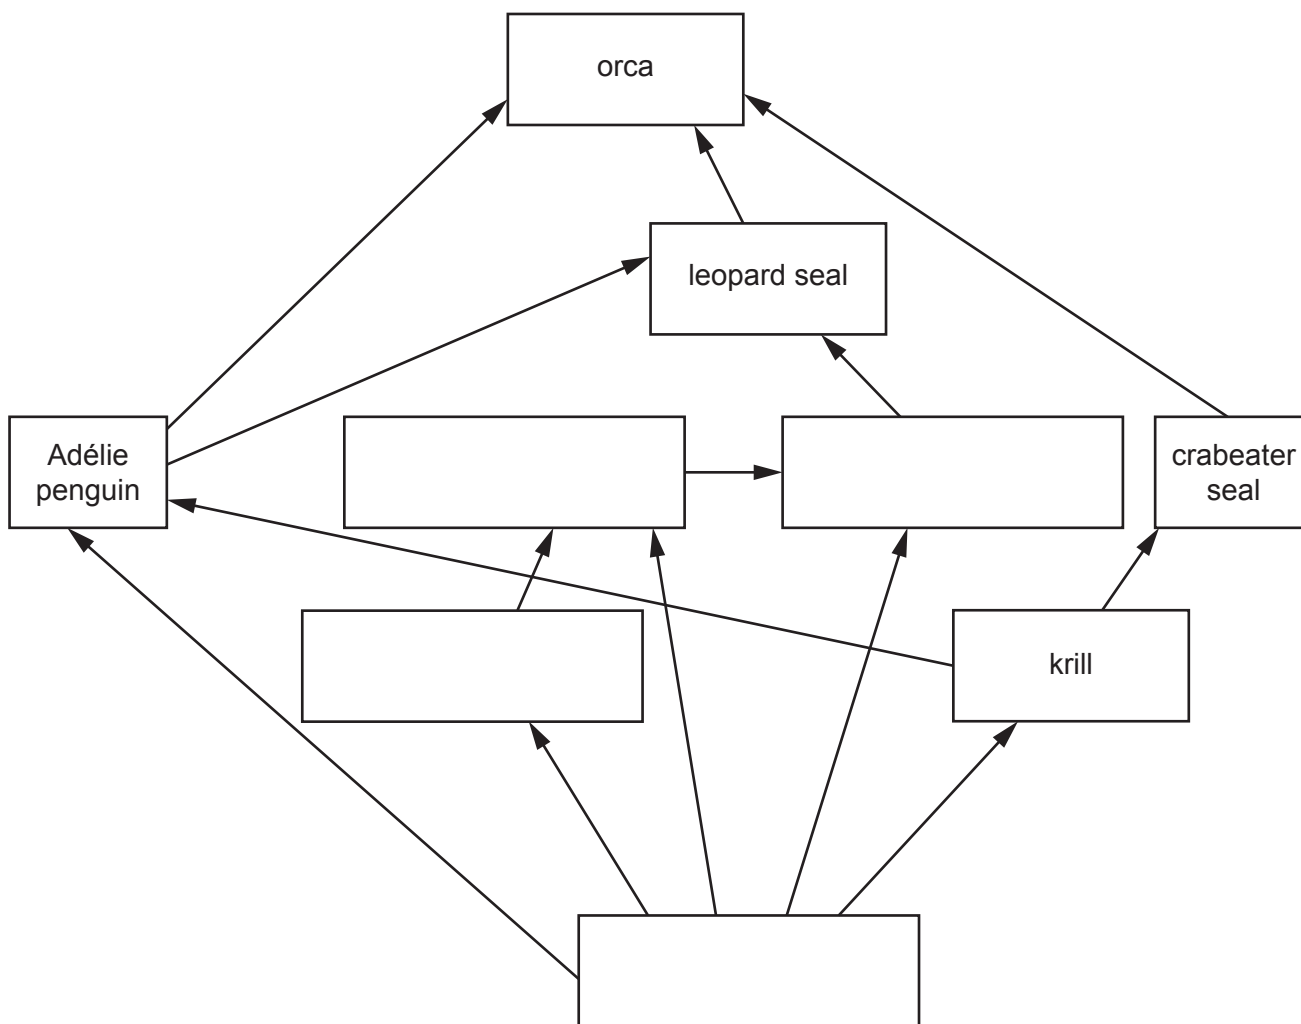 orca
leopard seal
Adélie
penguin
crabeater
seal
krill